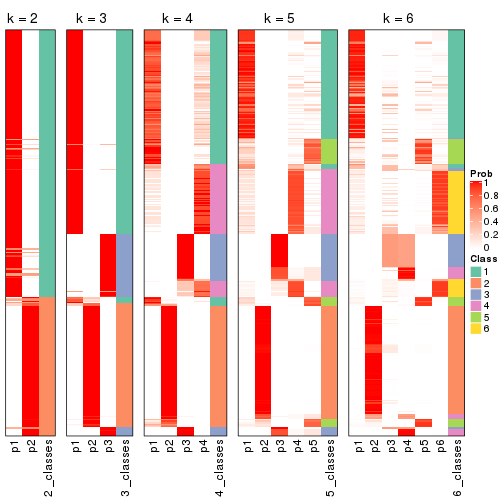 k = 2
k = 3
k = 4
k = 5
k = 6
p1
p2
2_classes
p1
p2
p3
3_classes
p1
p2
p3
p4
4_classes
p1
p2
p3
p4
p5
5_classes
p1
p2
p3
p4
p5
p6
6_classes
Prob
1
0.8
0.6
0.4
0.2
0
Class
1
2
3
4
5
6